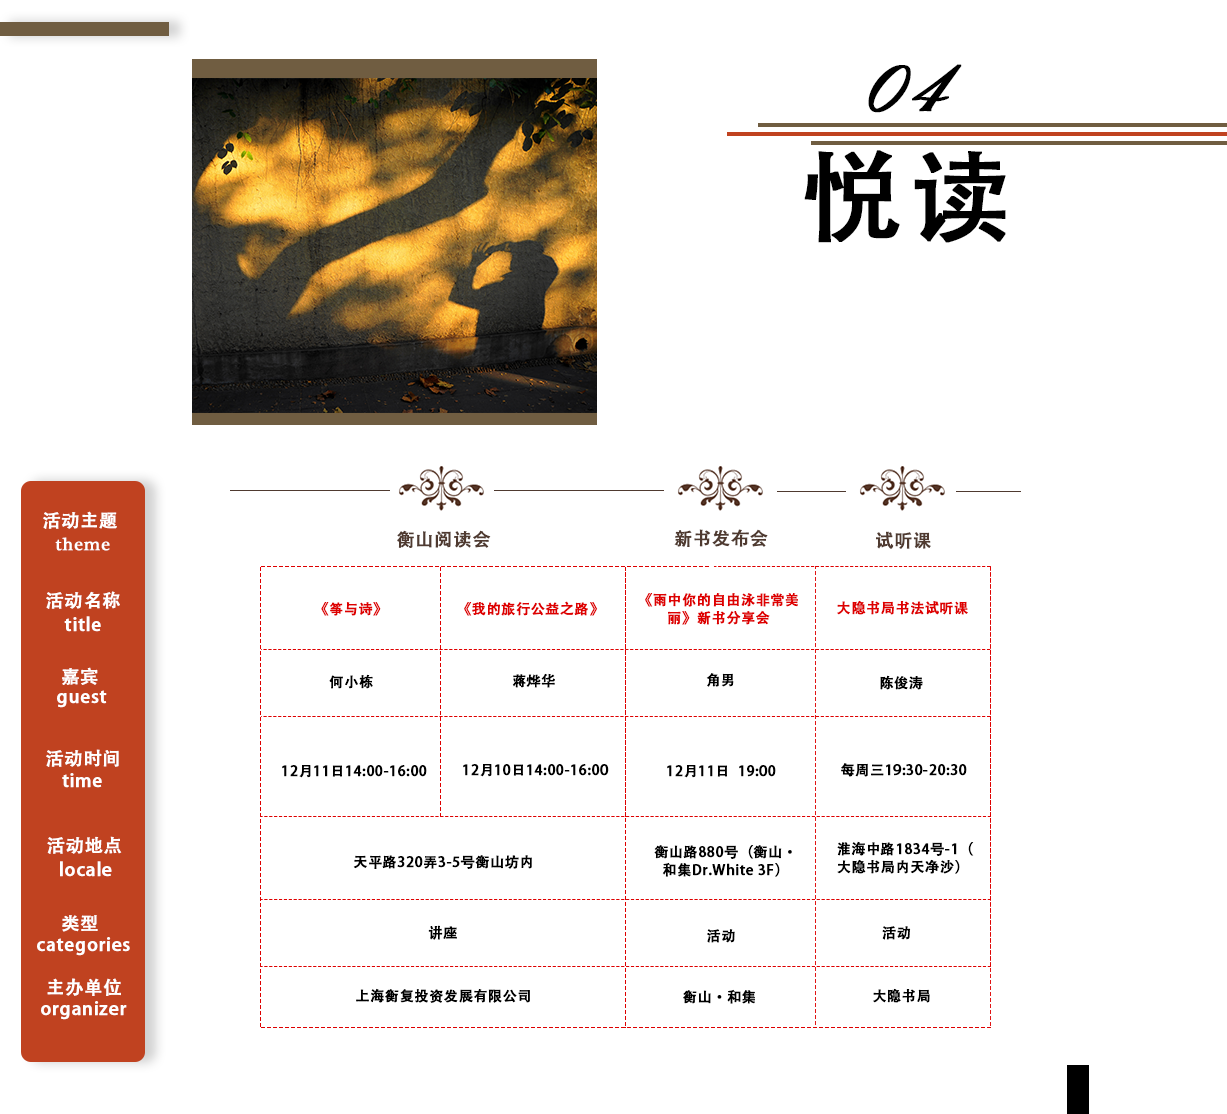 04
悦读
活动主题
theme
衡山阅读会
新书发布会
试听课
活动名称
title
《筝与诗》
《我的旅行公益之路》
《雨中你的自由泳非常美
丽》新书分享会
大隐书局书法试听课
嘉宾
guest
何小栋
蒋烨华
角男
陈俊涛
活动时间
time
12月11日14:00-16:00
12月10日14:00-16:00
12月11日 19:00
每周三19:30-20:30
活动地点
locale
天平路320弄3-5号衡山坊内
衡山路880号（衡山·
和集Dr.White 3F）
淮海中路1834号-1（
大隐书局内天净沙）
类型
categories
讲座
活动
活动
主办单位
organizer
上海衡复投资发展有限公司
衡山·和集
大隐书局